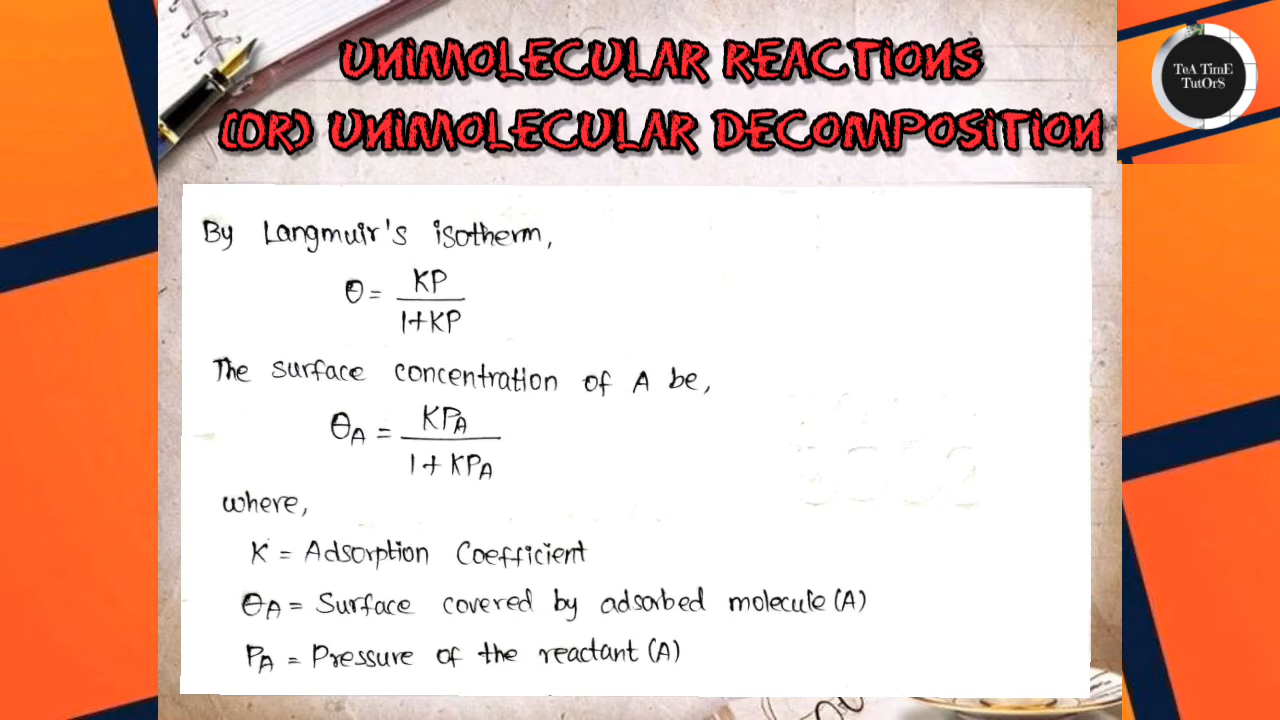 UNIMOLECULAR REACTIONS
(OR) UNIMOLECULAR DECOMPOSITION
TeA TimE
TutOrS
By Langmuir's isotherm,
θ = KP / 1+KP
The surface concentration of A be,
θA = KPA / 1 + KPA
where,
K = Adsorption Coefficient
θA = Surface covered by adsorbed molecule (A)
PA = Pressure of the reactant (A)